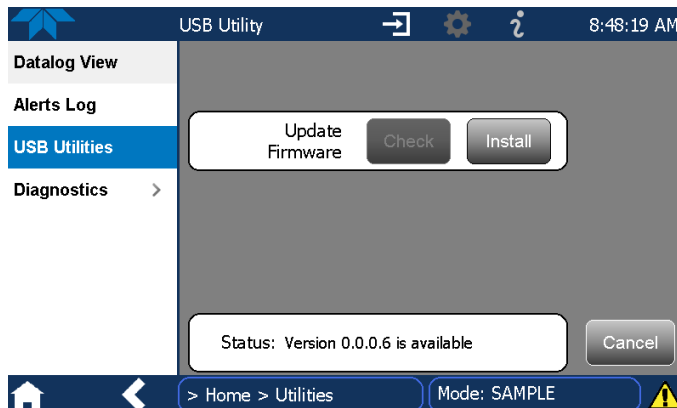 USB Utility
8:48:19 AM
Datalog View
Alerts Log
USB Utilities
Diagnostics >
Update
Firmware
Check
Install
Status: Version 0.0.0.6 is available
Cancel
> Home > Utilities
Mode: SAMPLE